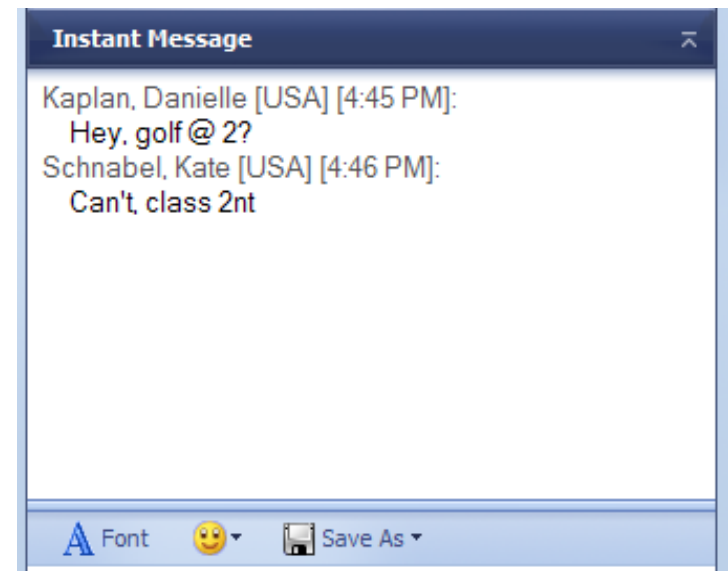 Instant Message
Kaplan, Danielle [USA] [4:45 PM]:
Hey, golf @ 2?
Schnabel, Kate [USA] [4:46 PM]:
Can't, class 2nt
Font Save As